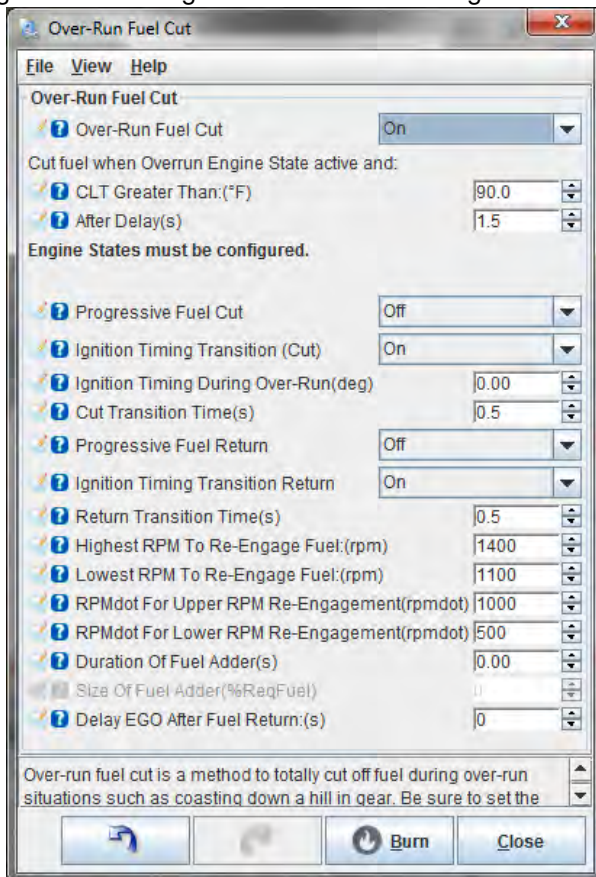 Over-Run Fuel Cut
File View Help
Over-Run Fuel Cut
Over-Run Fuel Cut On
Cut fuel when Overrun Engine State active and:
CLT Greater Than:(°F) 90.0
After Delay(s) 1.5
Engine States must be configured.
Progressive Fuel Cut Off
Ignition Timing Transition (Cut) On
Ignition Timing During Over-Run(deg) 0.00
Cut Transition Time(s) 0.5
Progressive Fuel Return Off
Ignition Timing Transition Return On
Return Transition Time(s) 0.5
Highest RPM To Re-Engage Fuel:(rpm) 1400
Lowest RPM To Re-Engage Fuel:(rpm) 1100
RPMdot For Upper RPM Re-Engagement(rpmdot) 1000
RPMdot For Lower RPM Re-Engagement(rpmdot) 500
Duration Of Fuel Adder(s) 0.00
Size Of Fuel Adder(%ReqFuel) 0
Delay EGO After Fuel Return:(s) 0
Over-run fuel cut is a method to totally cut off fuel during over-run
situations such as coasting down a hill in gear. Be sure to set the
Burn Close